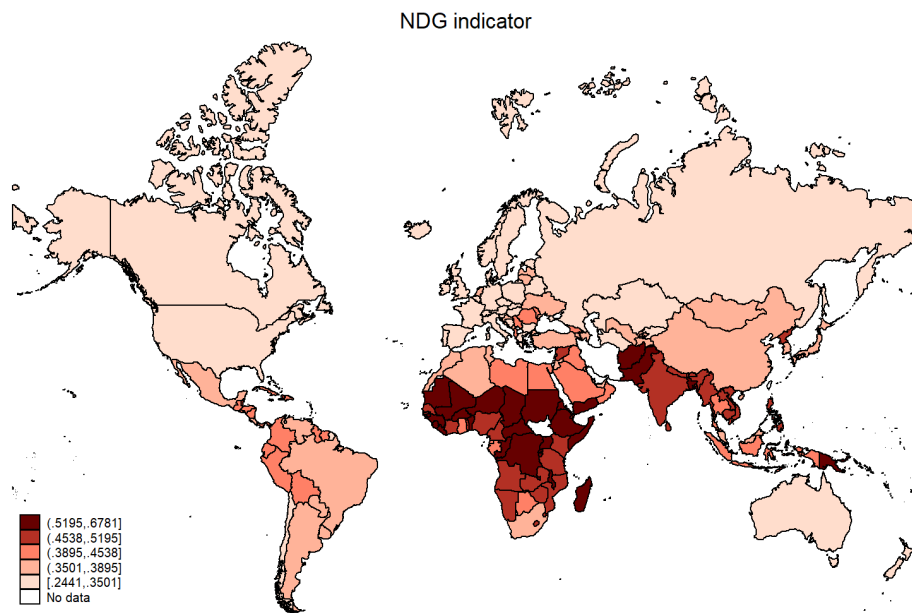 NDG indicator
(.5195,.6781]
(.4538,.5195]
(.3895,.4538]
(.3501,.3895]
[.2441,.3501]
No data